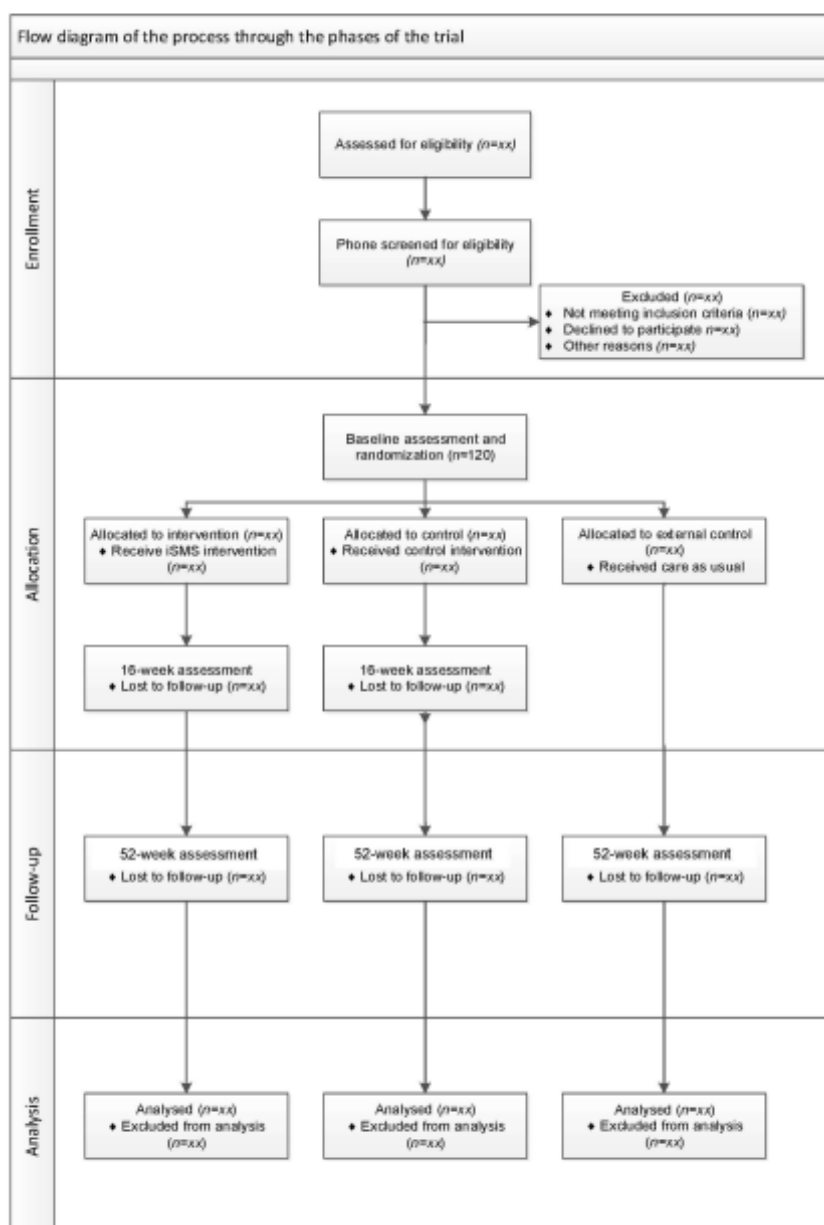 Flow diagram of the process through the phases of the trial
Enrollment
Assessed for eligibility (n=xx)
Phone screened for eligibility
(n=xx)
Excluded (n=xx)
♦ Not meeting inclusion criteria (n=xx)
♦ Declined to participate n=xx)
♦ Other reasons (n=xx)
Allocation
Baseline assessment and
randomization (n=120)
Allocated to intervention (n=xx)
♦ Receive iSMS intervention
(n=xx)
Allocated to control (n=xx)
♦ Received control intervention
(n=xx)
Allocated to external control
(n=xx)
♦ Received care as usual
16-week assessment
♦ Lost to follow-up (n=xx)
16-week assessment
♦ Lost to follow-up (n=xx)
Follow-up
52-week assessment
♦ Lost to follow-up (n=xx)
52-week assessment
♦ Lost to follow-up (n=xx)
52-week assessment
♦ Lost to follow-up (n=xx)
Analysis
Analysed (n=xx)
♦ Excluded from analysis
(n=xx)
Analysed (n=xx)
♦ Excluded from analysis
(n=xx)
Analysed (n=xx)
♦ Excluded from analysis
(n=xx)